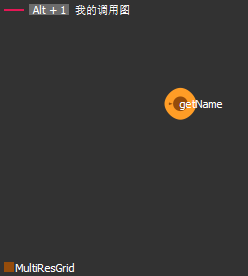 Alt + 1 我的调用图
getName
MultiResGrid